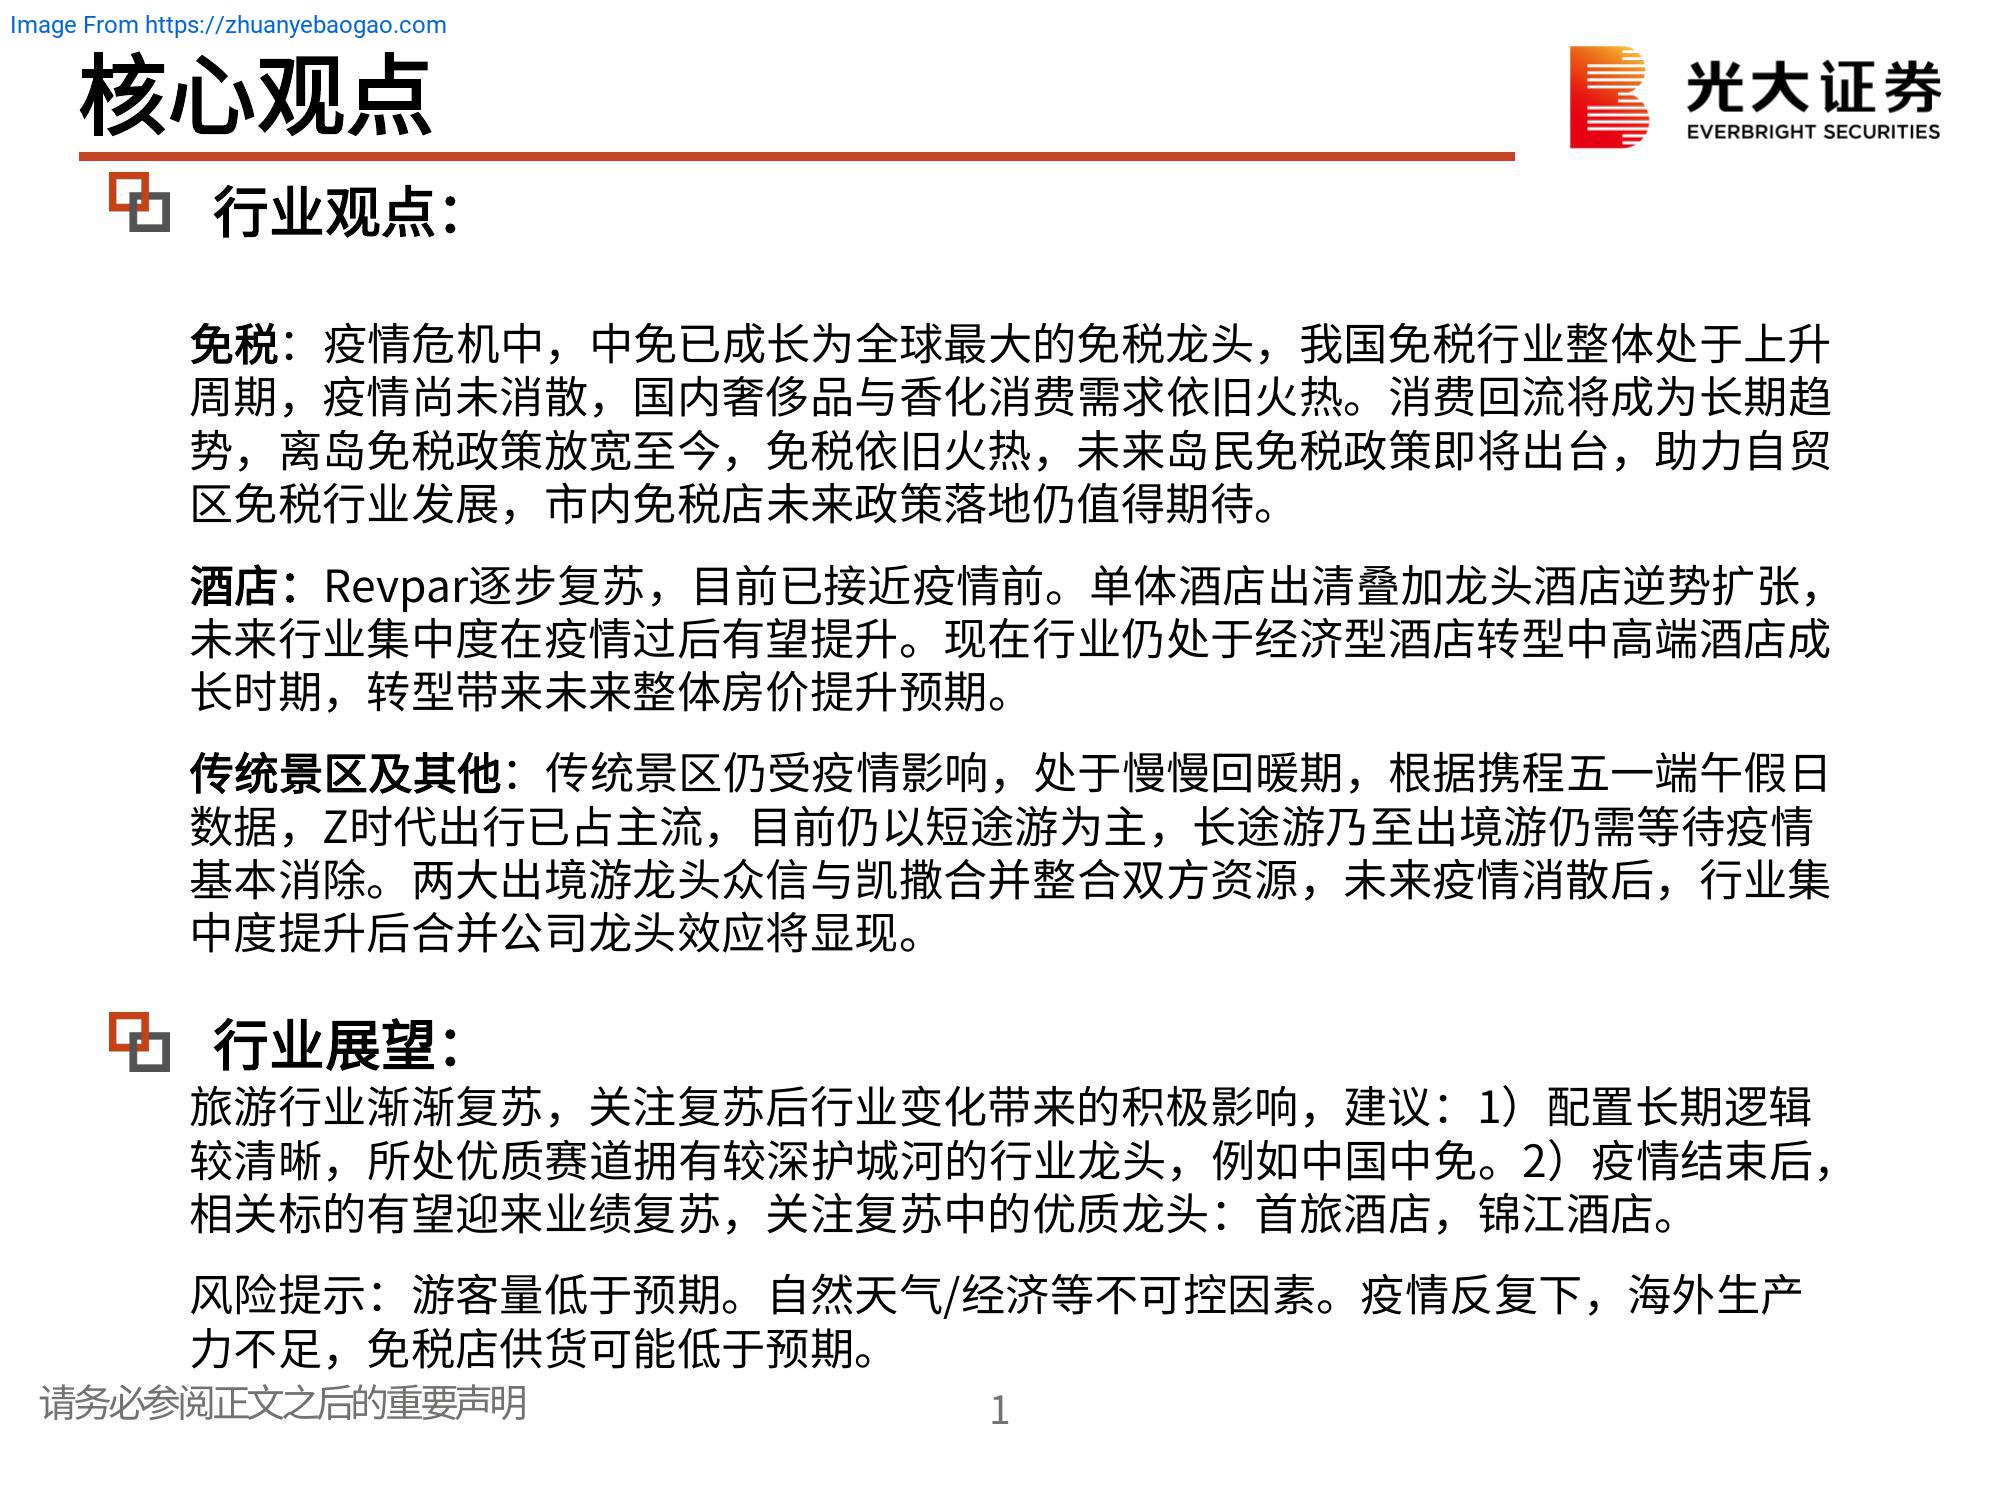 Image From https://zhuanyebaogao.com
核心观点
光大证券
EVERBRIGHT SECURITIES
行业观点：
免税：疫情危机中，中免已成长为全球最大的免税龙头，我国免税行业整体处于上升
周期，疫情尚未消散，国内奢侈品与香化消费需求依旧火热。消费回流将成为长期趋
势，离岛免税政策放宽至今，免税依旧火热，未来岛民免税政策即将出台，助力自贸
区免税行业发展，市内免税店未来政策落地仍值得期待。
酒店：Revpar逐步复苏，目前已接近疫情前。单体酒店出清叠加龙头酒店逆势扩张，
未来行业集中度在疫情过后有望提升。现在行业仍处于经济型酒店转型中高端酒店成
长时期，转型带来未来整体房价提升预期。
传统景区及其他：传统景区仍受疫情影响，处于慢慢回暖期，根据携程五一端午假日
数据，Z时代出行已占主流，目前仍以短途游为主，长途游乃至出境游仍需等待疫情
基本消除。两大出境游龙头众信与凯撒合并整合双方资源，未来疫情消散后，行业集
中度提升后合并公司龙头效应将显现。
行业展望：
旅游行业渐渐复苏，关注复苏后行业变化带来的积极影响，建议：1）配置长期逻辑
较清晰，所处优质赛道拥有较深护城河的行业龙头，例如中国中免。2）疫情结束后，
相关标的有望迎来业绩复苏，关注复苏中的优质龙头：首旅酒店，锦江酒店。
风险提示：游客量低于预期。自然天气/经济等不可控因素。疫情反复下，海外生产
力不足，免税店供货可能低于预期。
请务必参阅正文之后的重要声明
1